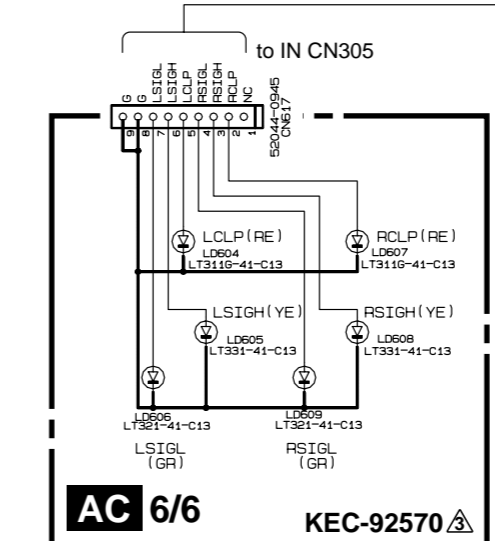 to IN CN305
G
G
LSIGL
LSIGH
LCLP
RSIGL
RSIGH
RCLP
NC
52044-0945
CN617
9
8
7
6
5
4
3
2
1
LCLP(RE)
LD604
LT311G-41-C13
RCLP(RE)
LD607
LT311G-41-C13
LSIGH(YE)
LD605
LT331-41-C13
RSIGH(YE)
LD608
LT331-41-C13
LD606
LT321-41-C13
LSIGL
(GR)
LD609
LT321-41-C13
RSIGL
(GR)
AC 6/6
KEC-92570 3